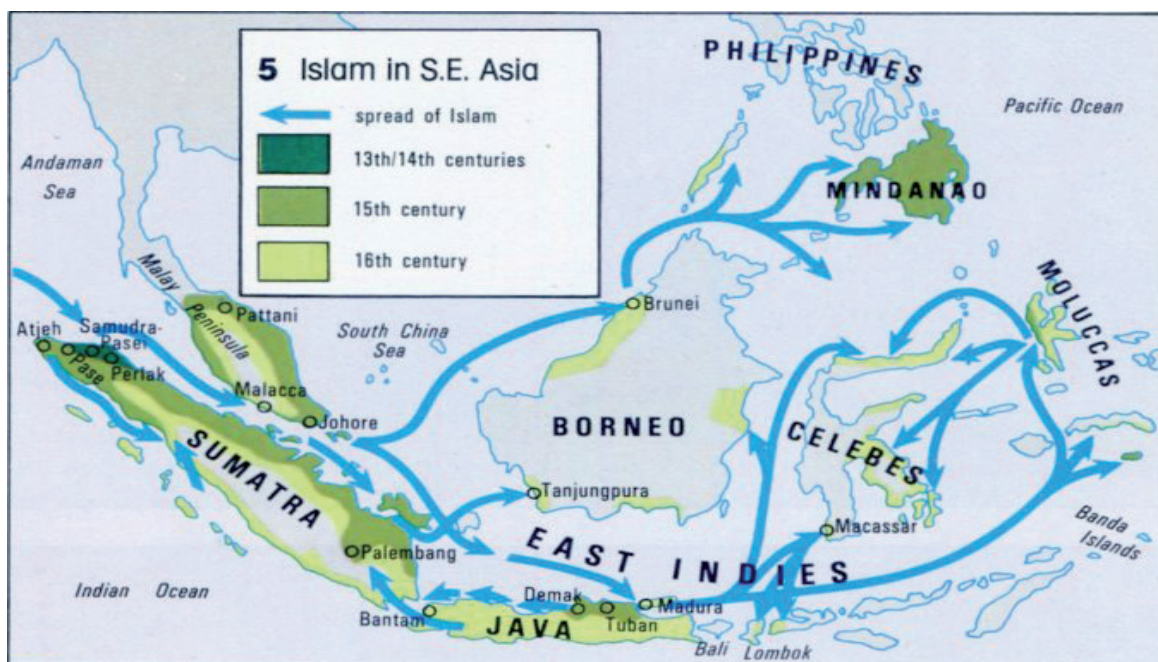 5 Islam in S.E. Asia
spread of Islam
13th/14th centuries
15th century
16th century
PHILIPPINES
Pacific Ocean
Andaman
Sea
MINDANAO
Malay
Peninsula
Pattani
South China
Sea
Brunei
MOLUCCAS
Atjeh
Samudra-
Pasei
Pase
Perlak
Malacca
Johore
SUMATRA
BORNEO
CELEBES
Tanjungpura
Macassar
Banda
Islands
Palembang
EAST INDIES
Indian Ocean
Bantam
Demak
Madura
JAVA
Tuban
Bali
Lombok